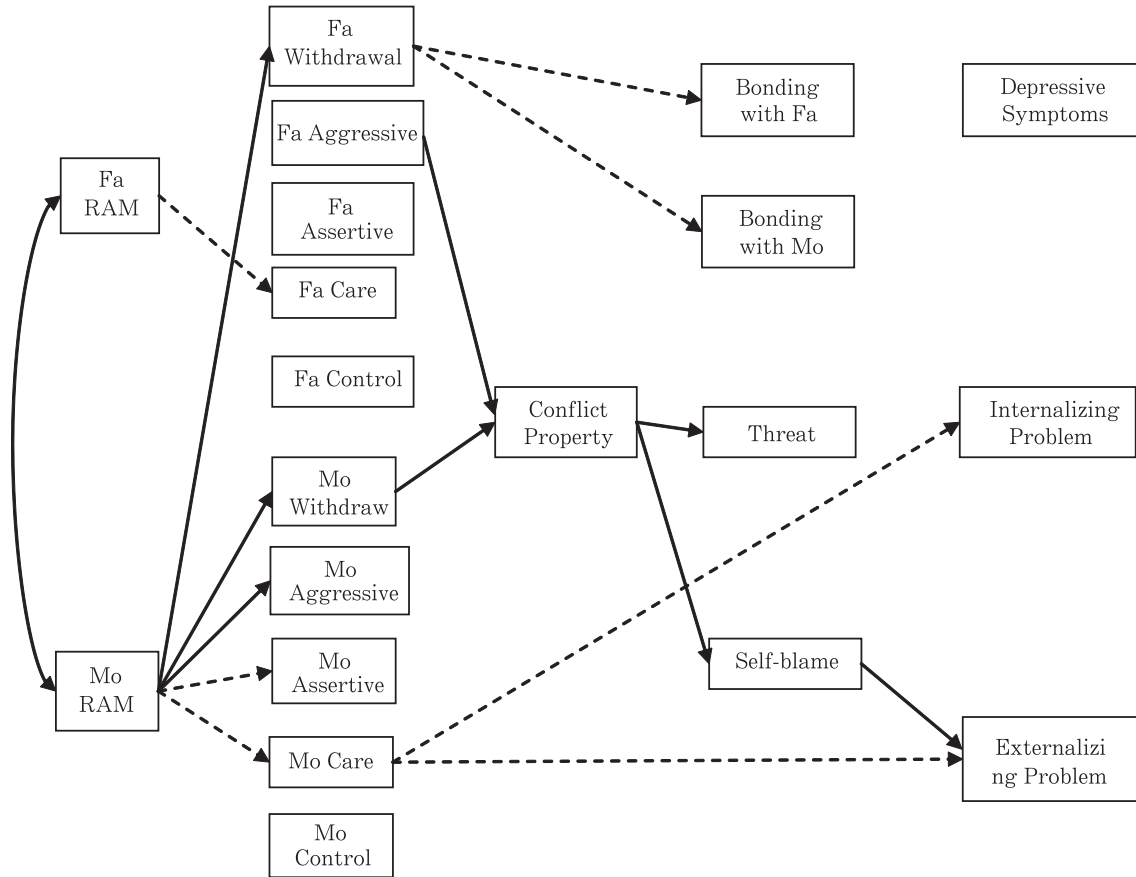 Fa
Withdrawal
Fa Aggressive
Fa
Assertive
Fa Care
Fa Control
Fa
RAM
Mo
Withdraw
Mo
Aggressive
Mo
Assertive
Mo Care
Mo
Control
Mo
RAM
Conflict
Property
Bonding
with Fa
Bonding
with Mo
Threat
Self-blame
Depressive
Symptoms
Internalizing
Problem
Externalizi
ng Problem